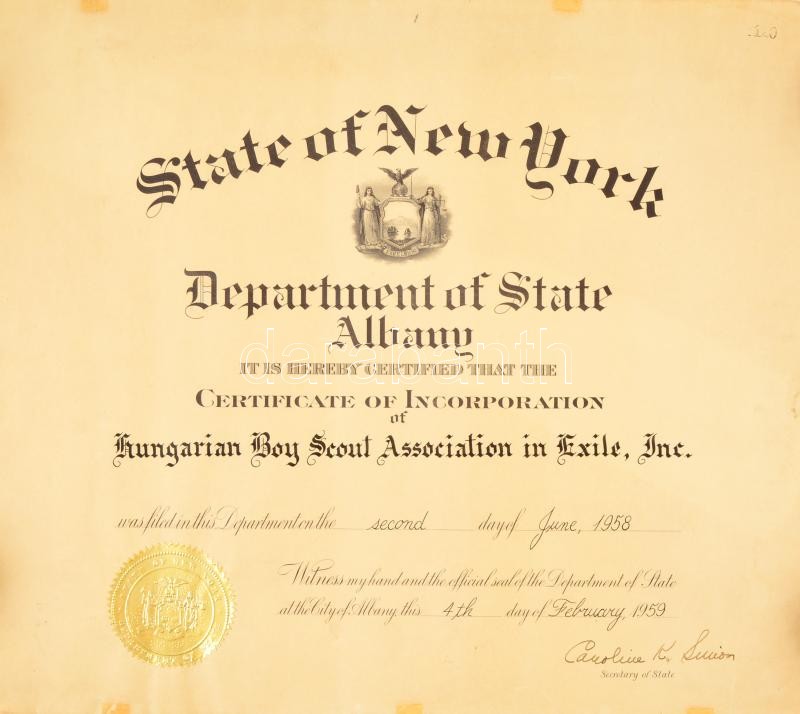 State of New York
EXCELSIOR
Department of State
Albany
darabanth
IT IS HEREBY CERTIFIED THAT THE
CERTIFICATE OF INCORPORATION
of
Hungarian Boy Scout Association in Exile, Inc.
was filed in this Department on the second day of June, 1958
Witness my hand and the official seal of the Department of State
at the City of Albany, this 4th day of February, 1959
Caroline K. Simon
Secretary of State